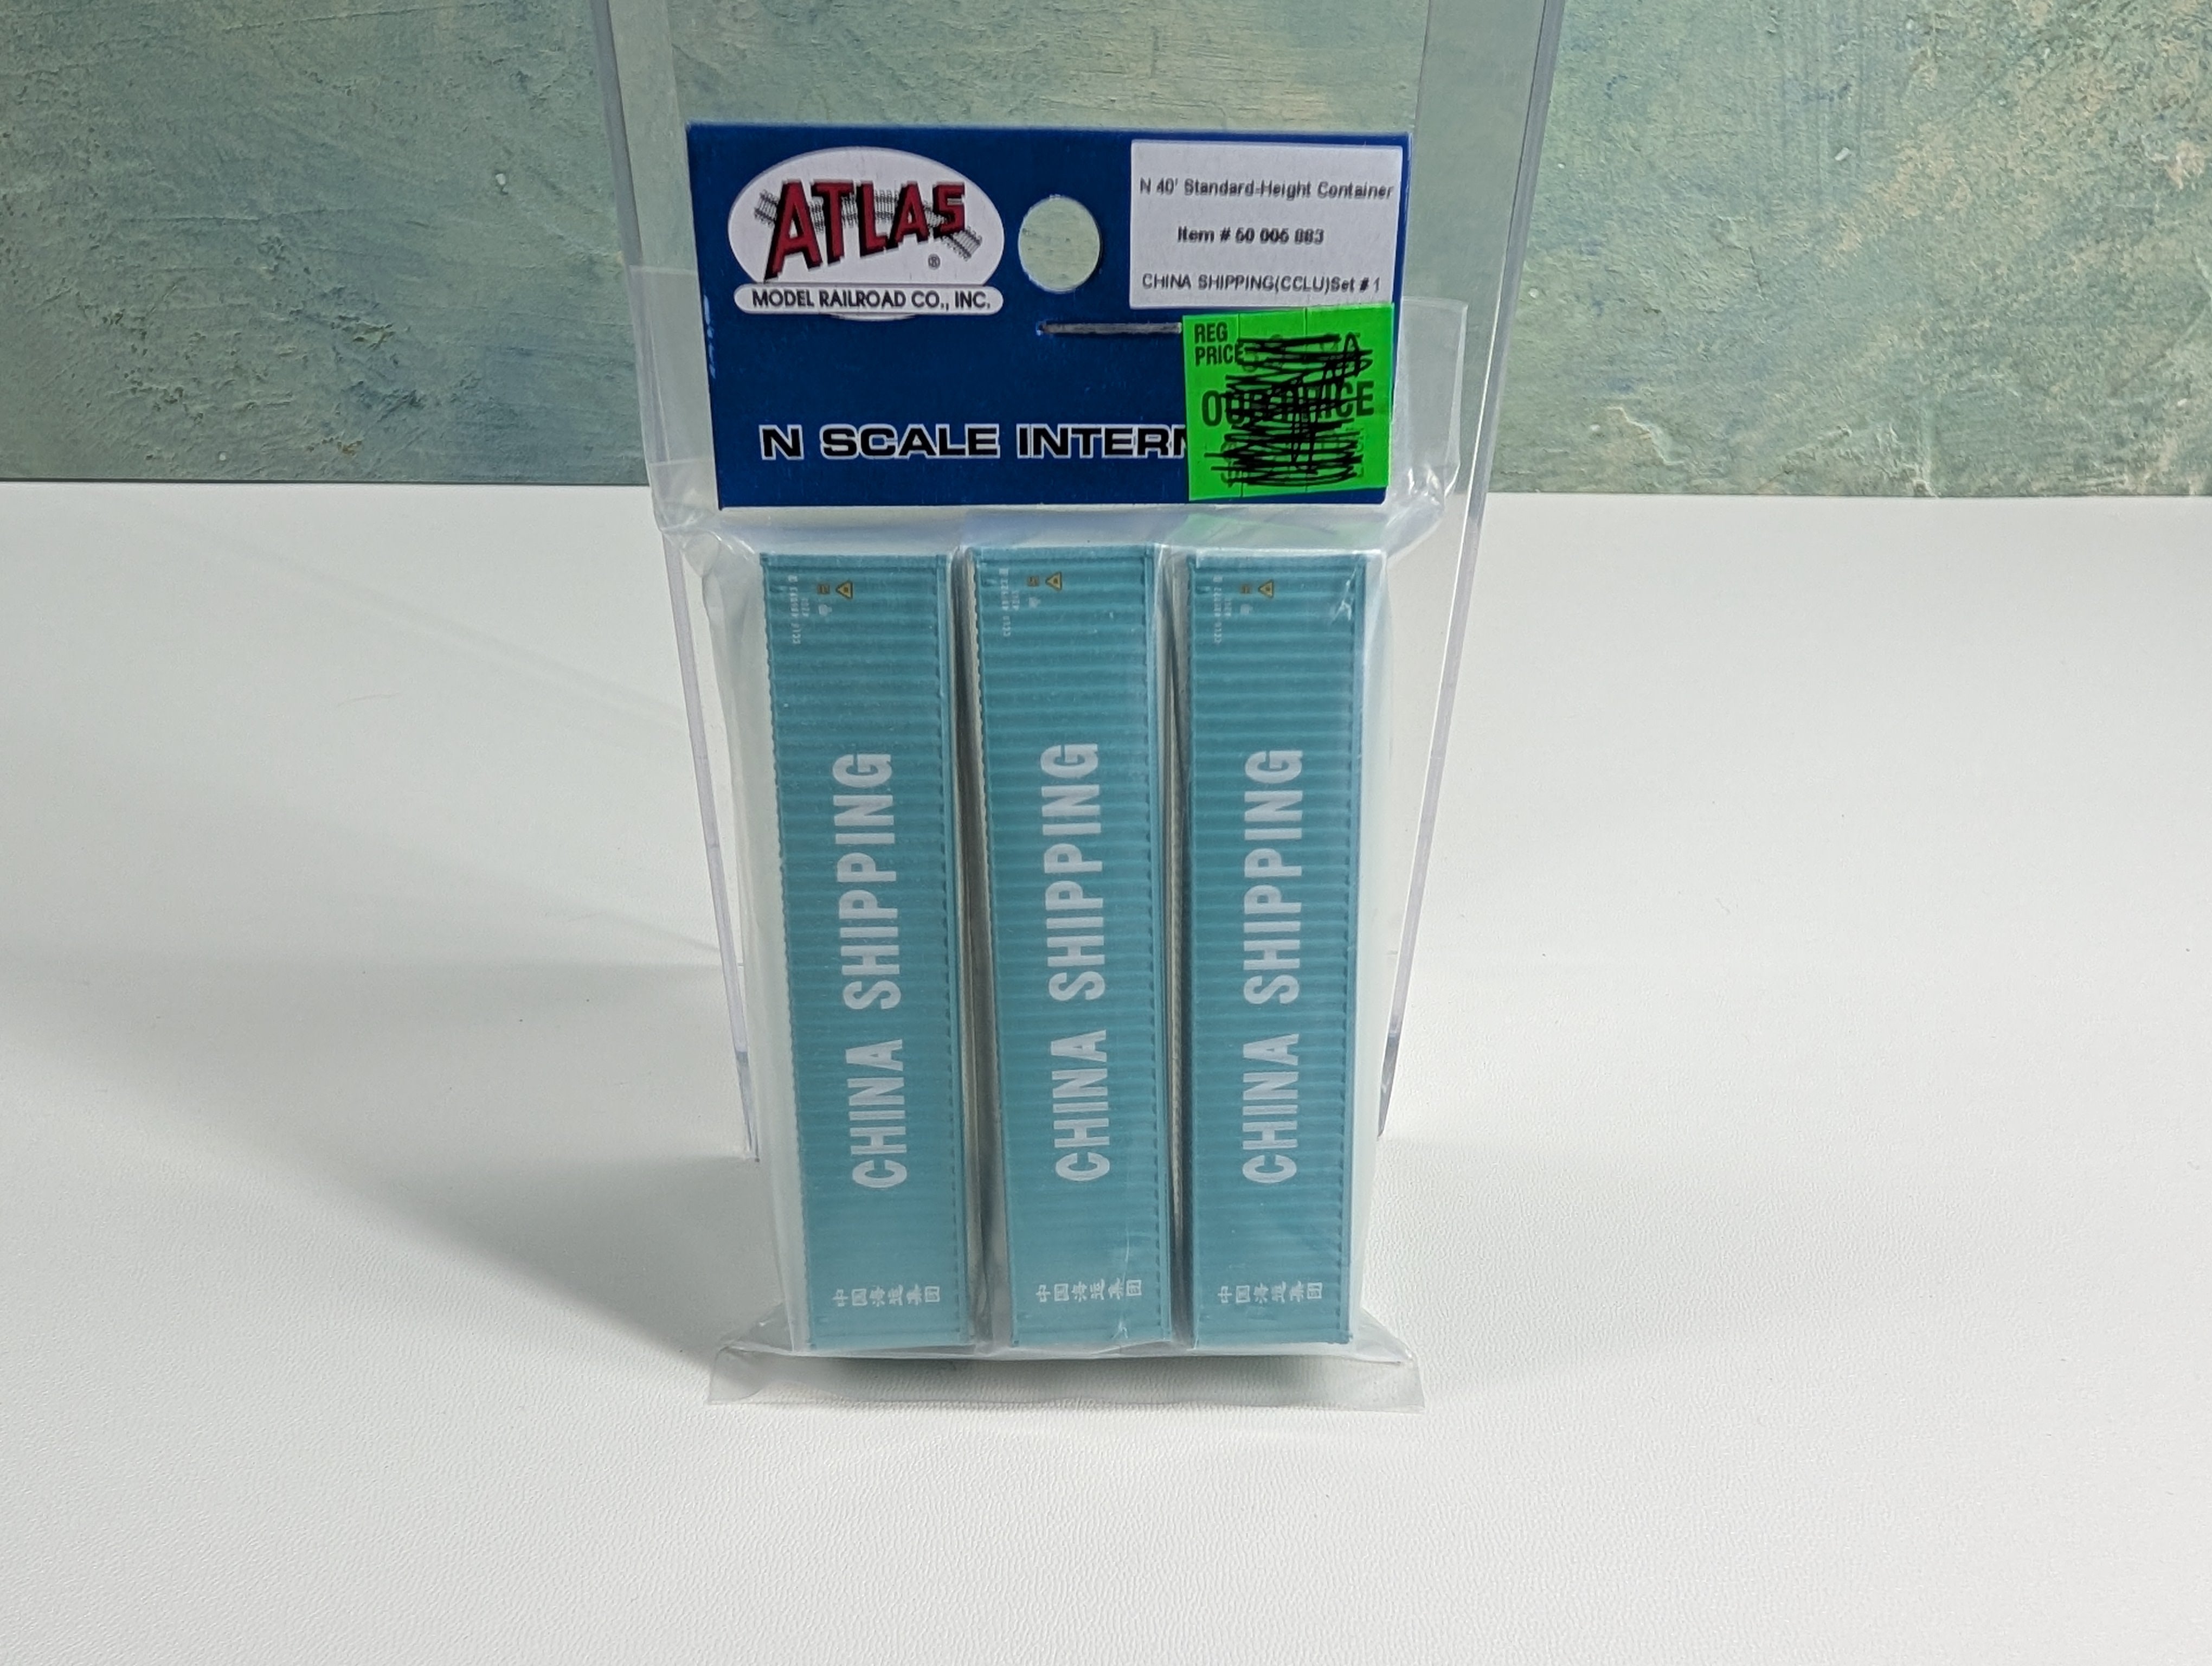 ATLAS
®
MODEL RAILROAD CO., INC.
N 40' Standard-Height Container
Item # 50 005 883
CHINA SHIPPING(CCLU)Set # 1
REG
PRICE
N SCALE INTERM
CHINA SHIPPING
中国海运集团
CHINA SHIPPING
中国海运集团
CHINA SHIPPING
中国海运集团